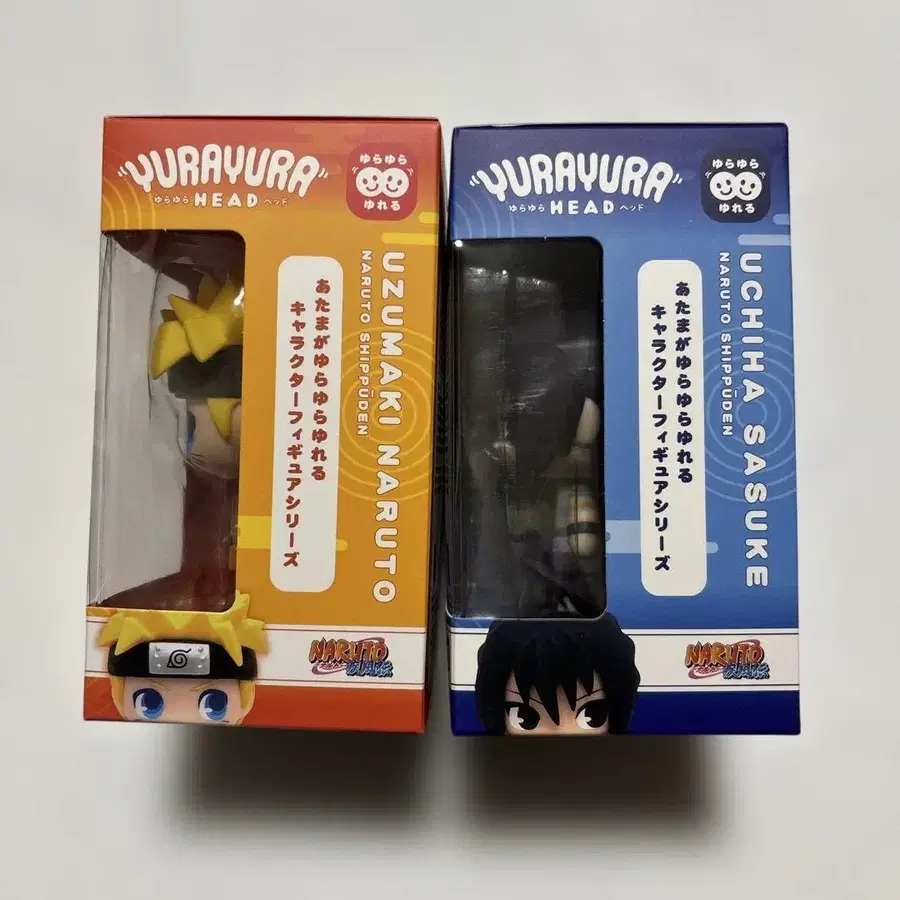 YURAYURA
ゆらゆら HEAD ヘッド
ゆらゆら
ゆれる
UZUMAKI NARUTO
NARUTO SHIPPŪDEN
あたまがゆらゆらゆれる
キャラクターフィギュアシリーズ
NARUTO
疾風伝
YURAYURA
ゆらゆら HEAD ヘッド
ゆらゆら
ゆれる
UCHIHA SASUKE
NARUTO SHIPPŪDEN
あたまがゆらゆらゆれる
キャラクターフィギュアシリーズ
NARUTO
疾風伝